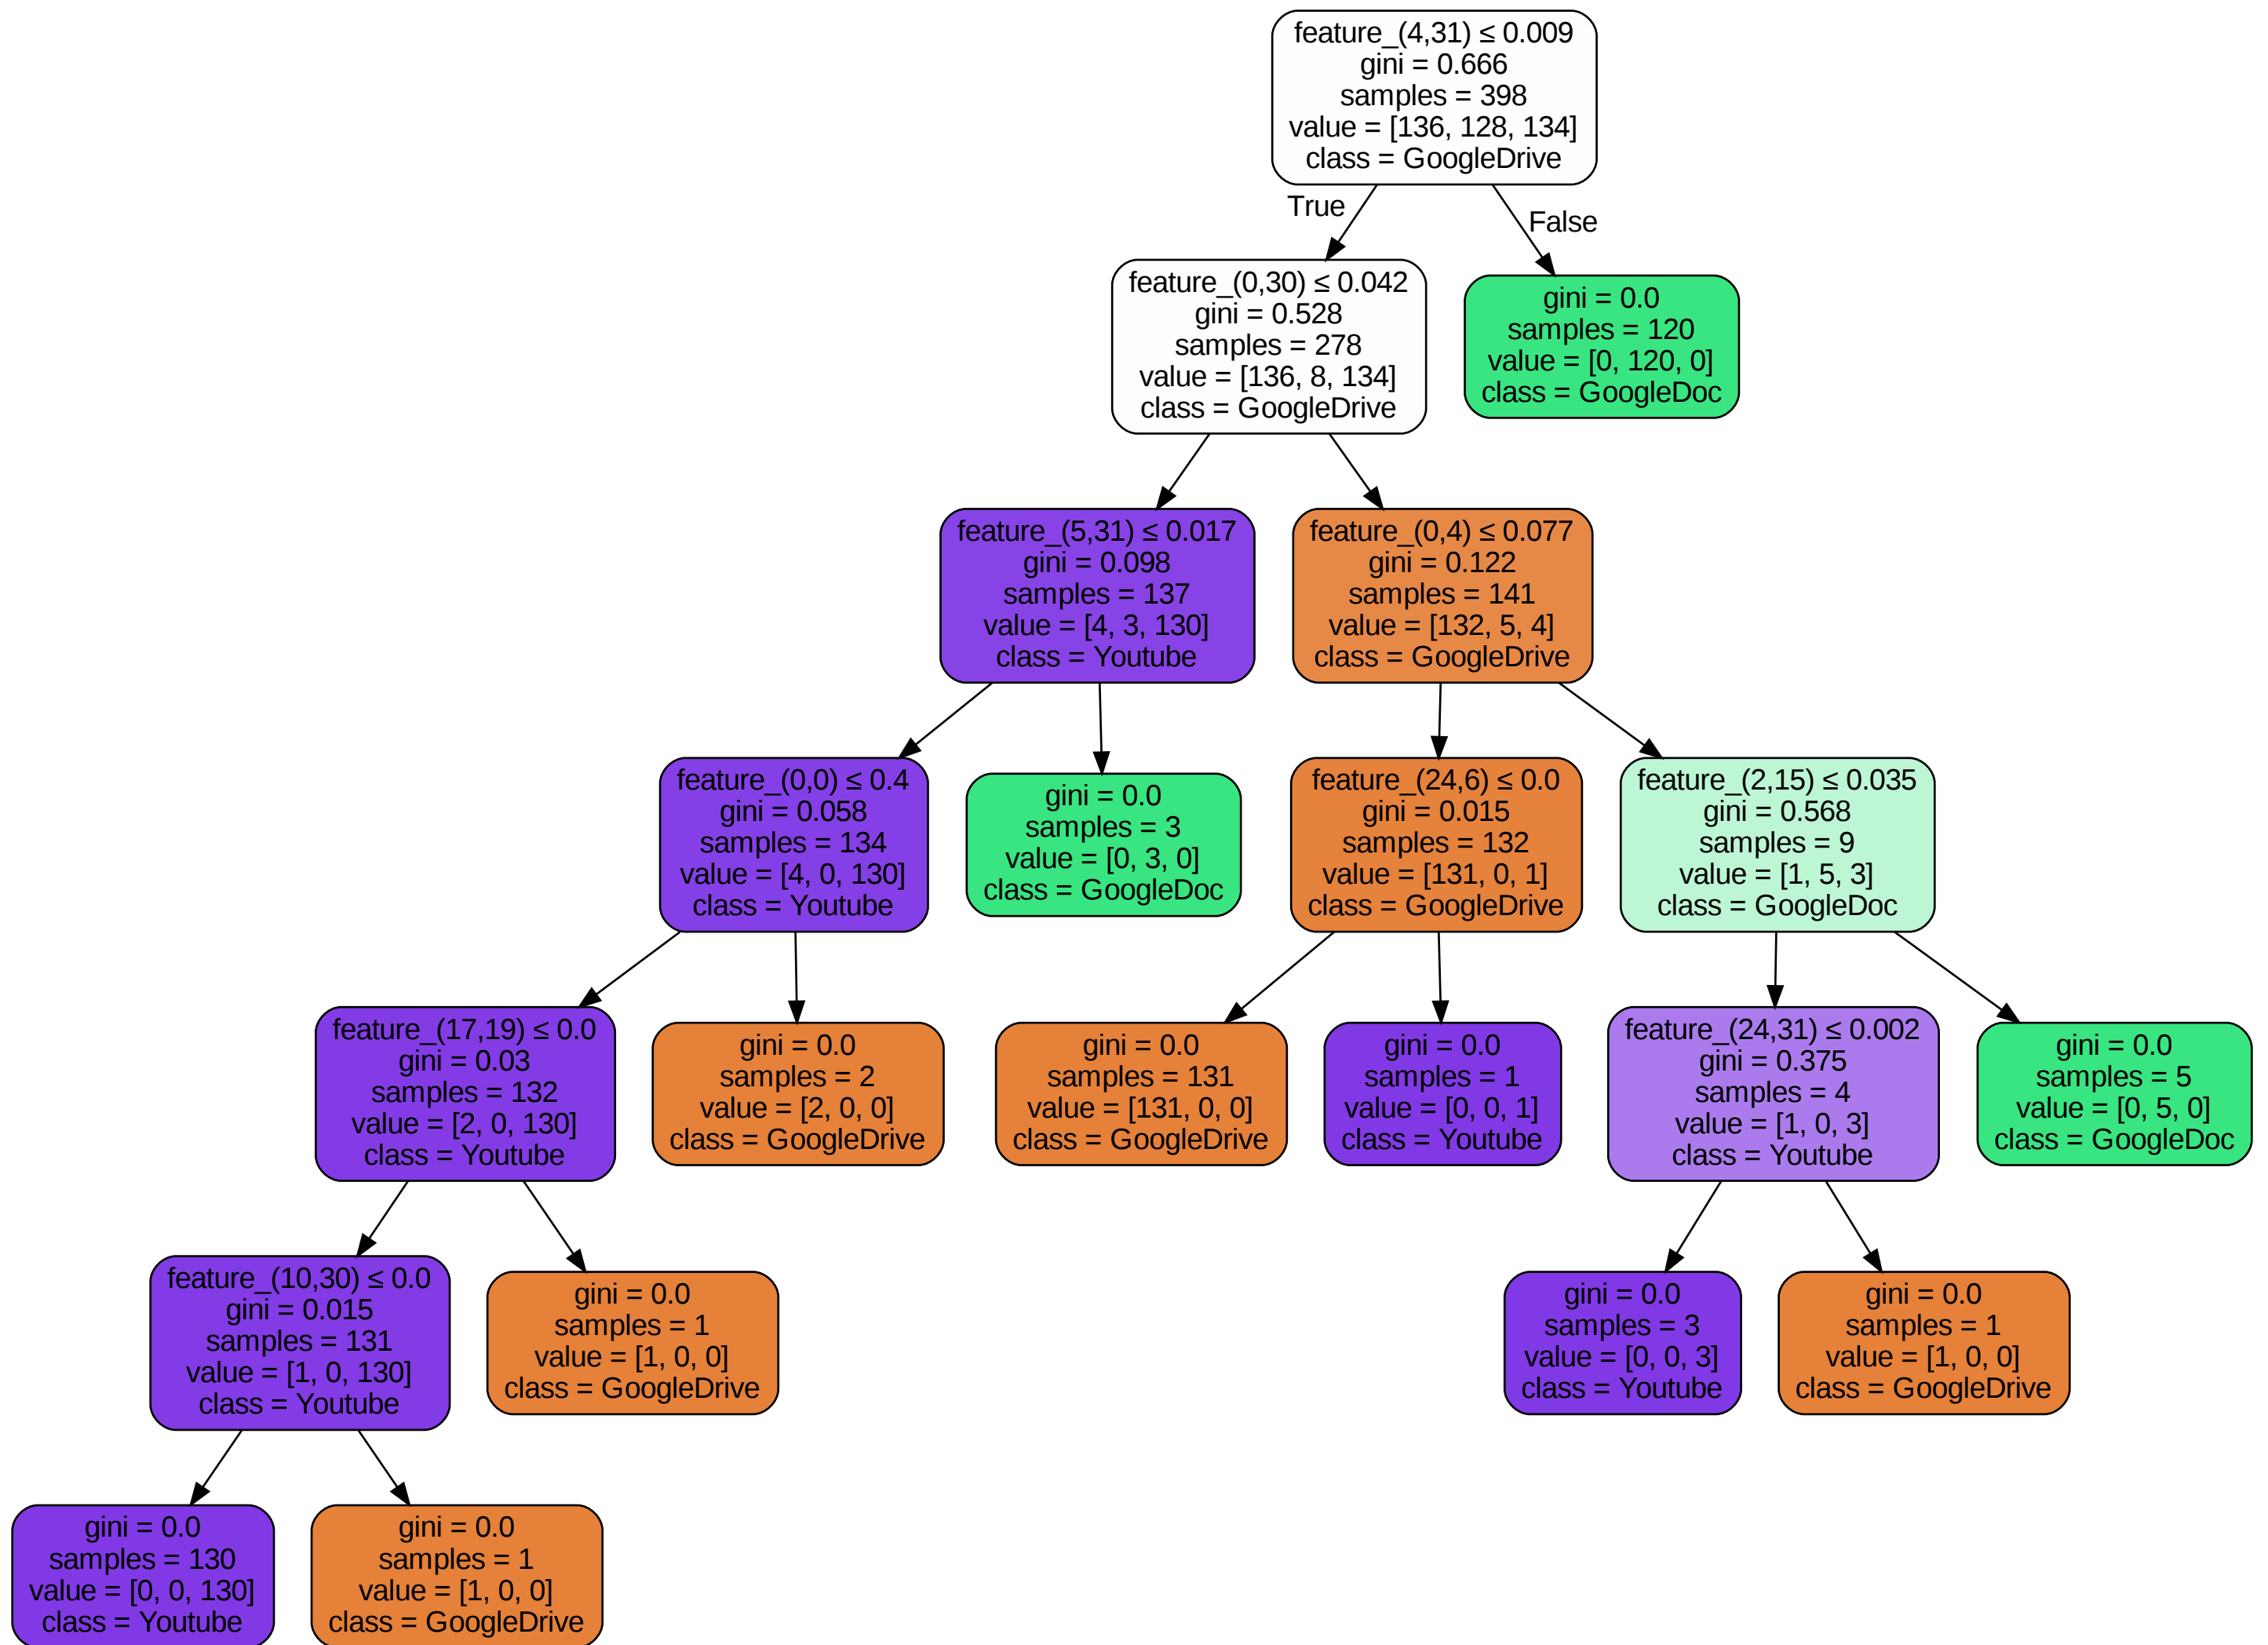 feature_(4,31) ≤ 0.009
gini = 0.666
samples = 398
value = [136, 128, 134]
class = GoogleDrive
True
False
feature_(0,30) ≤ 0.042
gini = 0.528
samples = 278
value = [136, 8, 134]
class = GoogleDrive
gini = 0.0
samples = 120
value = [0, 120, 0]
class = GoogleDoc
feature_(5,31) ≤ 0.017
gini = 0.098
samples = 137
value = [4, 3, 130]
class = Youtube
feature_(0,4) ≤ 0.077
gini = 0.122
samples = 141
value = [132, 5, 4]
class = GoogleDrive
feature_(0,0) ≤ 0.4
gini = 0.058
samples = 134
value = [4, 0, 130]
class = Youtube
gini = 0.0
samples = 3
value = [0, 3, 0]
class = GoogleDoc
feature_(24,6) ≤ 0.0
gini = 0.015
samples = 132
value = [131, 0, 1]
class = GoogleDrive
feature_(2,15) ≤ 0.035
gini = 0.568
samples = 9
value = [1, 5, 3]
class = GoogleDoc
feature_(17,19) ≤ 0.0
gini = 0.03
samples = 132
value = [2, 0, 130]
class = Youtube
gini = 0.0
samples = 2
value = [2, 0, 0]
class = GoogleDrive
gini = 0.0
samples = 131
value = [131, 0, 0]
class = GoogleDrive
gini = 0.0
samples = 1
value = [0, 0, 1]
class = Youtube
feature_(24,31) ≤ 0.002
gini = 0.375
samples = 4
value = [1, 0, 3]
class = Youtube
gini = 0.0
samples = 5
value = [0, 5, 0]
class = GoogleDoc
feature_(10,30) ≤ 0.0
gini = 0.015
samples = 131
value = [1, 0, 130]
class = Youtube
gini = 0.0
samples = 1
value = [1, 0, 0]
class = GoogleDrive
gini = 0.0
samples = 3
value = [0, 0, 3]
class = Youtube
gini = 0.0
samples = 1
value = [1, 0, 0]
class = GoogleDrive
gini = 0.0
samples = 130
value = [0, 0, 130]
class = Youtube
gini = 0.0
samples = 1
value = [1, 0, 0]
class = GoogleDrive